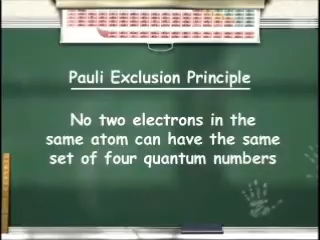 Pauli Exclusion Principle
No two electrons in the
same atom can have the same
set of four quantum numbers